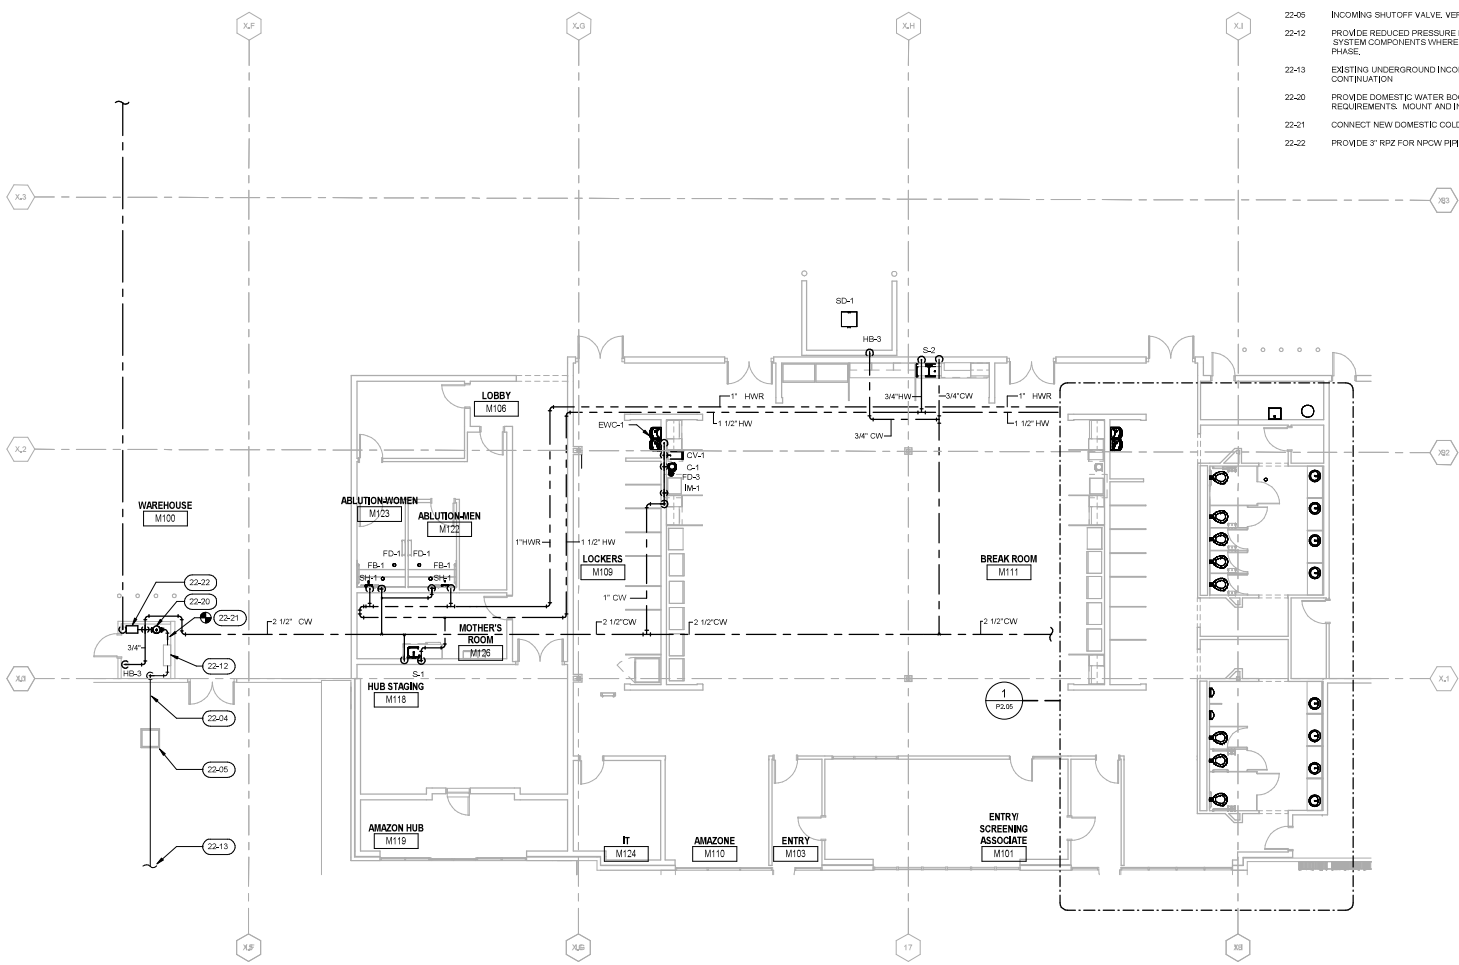 22-05 INCOMING SHUTOFF VALVE. VER
22-12 PROVIDE REDUCED PRESSURE
SYSTEM COMPONENTS WHERE
PHASE.
22-13 EXISTING UNDERGROUND INCO
CONTINUATION
22-20 PROVIDE DOMESTIC WATER BOO
REQUIREMENTS. MOUNT AND IN
22-21 CONNECT NEW DOMESTIC COLD
22-22 PROVIDE 3" RPZ FOR NPCW PIPI
X.F
X.G
X.H
X.I
X.3
SD-1
HB-3
S-2
LOBBY
M106
1" HWR
3/4"HW
3/4"CW
1" HWR
EWC-1
1 1/2" HW
3/4" CW
1 1/2" HW
X.2
CV-1
C-1
FD-3
IM-1
WAREHOUSE
M100
ABLUTION-WOMEN
M123
ABLUTION-MEN
M122
1"HWR
1 1/2" HW
FD-1
FD-1
FB-1
FB-1
SH-1
SH-1
LOCKERS
M109
BREAK ROOM
M111
1" CW
22-22
22-20
22-21
2 1/2" CW
2 1/2"CW
2 1/2"CW
2 1/2"CW
MOTHER'S
ROOM
M126
3/4"
22-12
HB-3
S-1
X.1
HUB STAGING
M118
1
P2.05
22-04
22-05
22-13
AMAZON HUB
M119
IT
M124
AMAZONE
M110
ENTRY
M103
ENTRY/
SCREENING
ASSOCIATE
M101
17